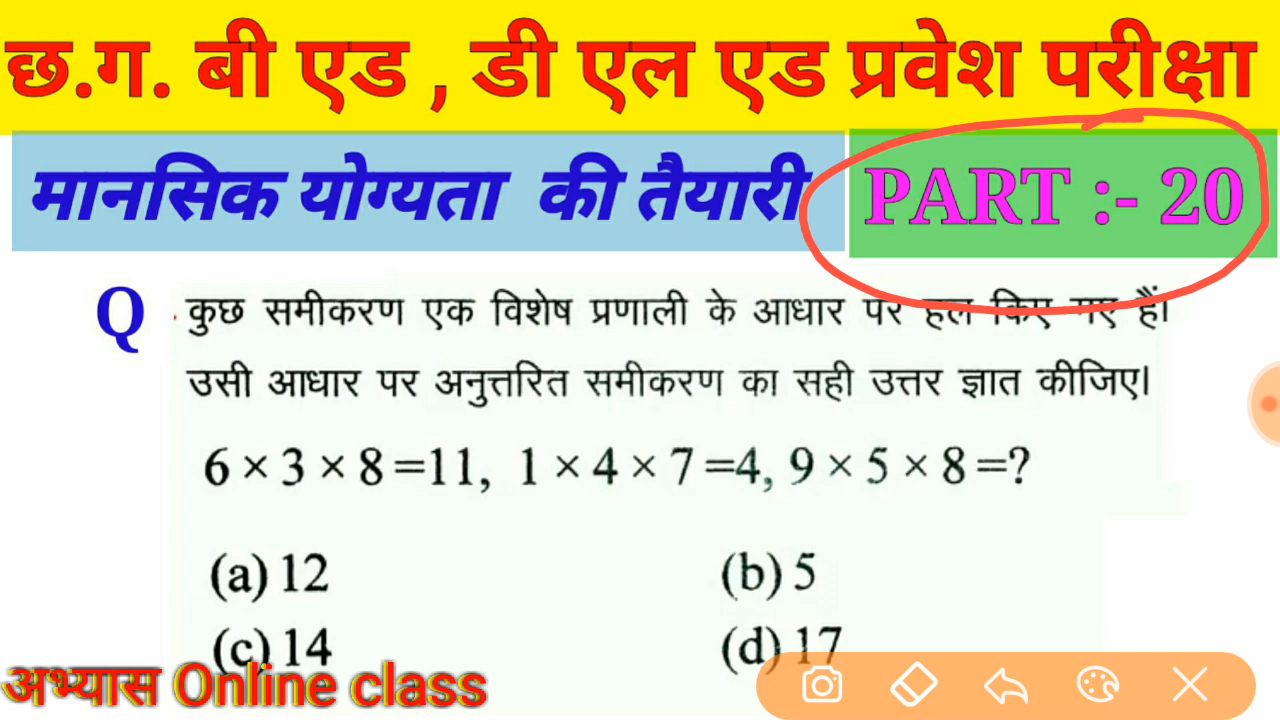 छ.ग. बी एड , डी एल एड प्रवेश परीक्षा
मानसिक योग्यता की तैयारी PART :- 20
Q . कुछ समीकरण एक विशेष प्रणाली के आधार पर हल किए गए हैं।
उसी आधार पर अनुत्तरित समीकरण का सही उत्तर ज्ञात कीजिए।
6 × 3 × 8 =11, 1 × 4 × 7 =4, 9 × 5 × 8 =?
(a) 12 (b) 5
(c) 14 (d) 17
अभ्यास Online class